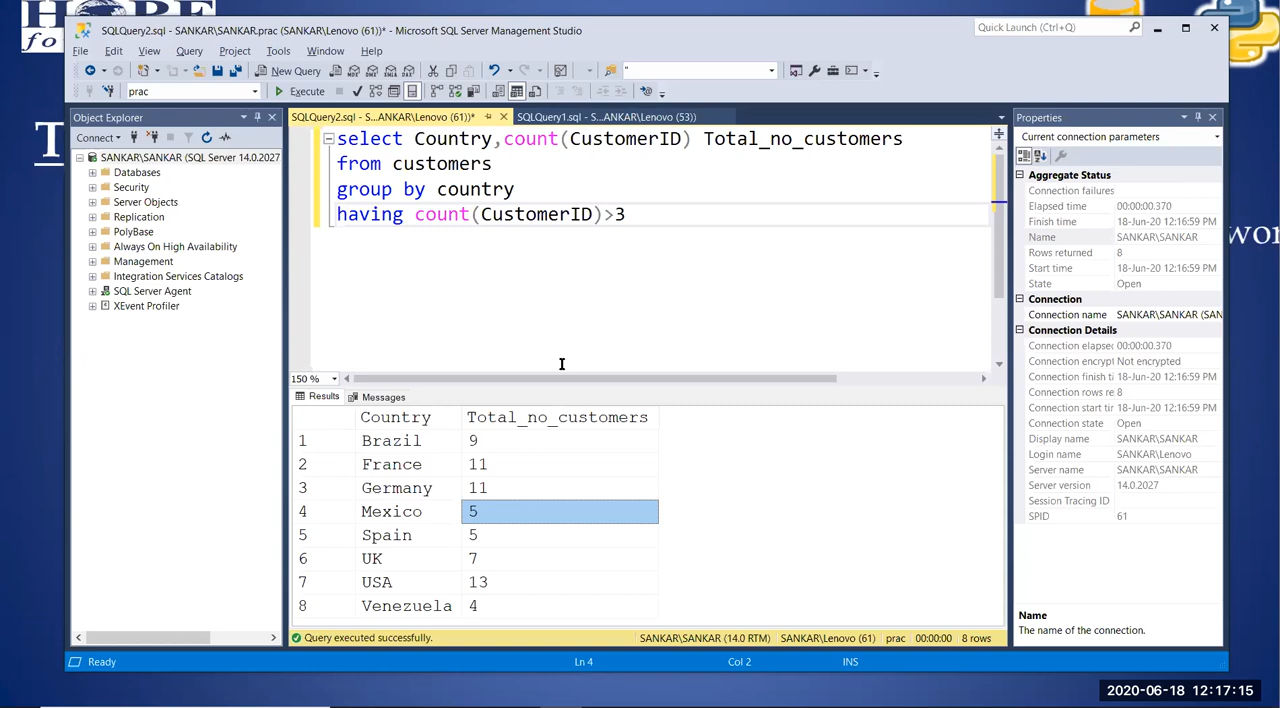 HOPE
fo
T
wor
SQLQuery2.sql - SANKAR\SANKAR.prac (SANKAR\Lenovo (61))* - Microsoft SQL Server Management Studio
Quick Launch (Ctrl+Q)
File Edit View Query Project Tools Window Help
New Query
MDX DMX XMLA DAX
prac
Execute
Object Explorer
Connect
SANKAR\SANKAR (SQL Server 14.0.2027
Databases
Security
Server Objects
Replication
PolyBase
Always On High Availability
Management
Integration Services Catalogs
SQL Server Agent
XEvent Profiler
SQLQuery2.sql - S...ANKAR\Lenovo (61))*
SQLQuery1.sql - S...ANKAR\Lenovo (53))
select Country,count(CustomerID) Total_no_customers
from customers
group by country
having count(CustomerID)>3
150 %
Results Messages
Country Total_no_customers
1 Brazil 9
2 France 11
3 Germany 11
4 Mexico 5
5 Spain 5
6 UK 7
7 USA 13
8 Venezuela 4
Query executed successfully.
SANKAR\SANKAR (14.0 RTM) SANKAR\Lenovo (61) prac 00:00:00 8 rows
Properties
Current connection parameters
Aggregate Status
Connection failures
Elapsed time 00:00:00.370
Finish time 18-Jun-20 12:16:59 PM
Name SANKAR\SANKAR
Rows returned 8
Start time 18-Jun-20 12:16:59 PM
State Open
Connection
Connection name SANKAR\SANKAR (SAN
Connection Details
Connection elapsed 00:00:00.370
Connection encrypt Not encrypted
Connection finish ti 18-Jun-20 12:16:59 PM
Connection rows re 8
Connection start tim 18-Jun-20 12:16:59 PM
Connection state Open
Display name SANKAR\SANKAR
Login name SANKAR\Lenovo
Server name SANKAR\SANKAR
Server version 14.0.2027
Session Tracing ID
SPID 61
Name
The name of the connection.
Ready
Ln 4 Col 2 INS
2020-06-18 12:17:15